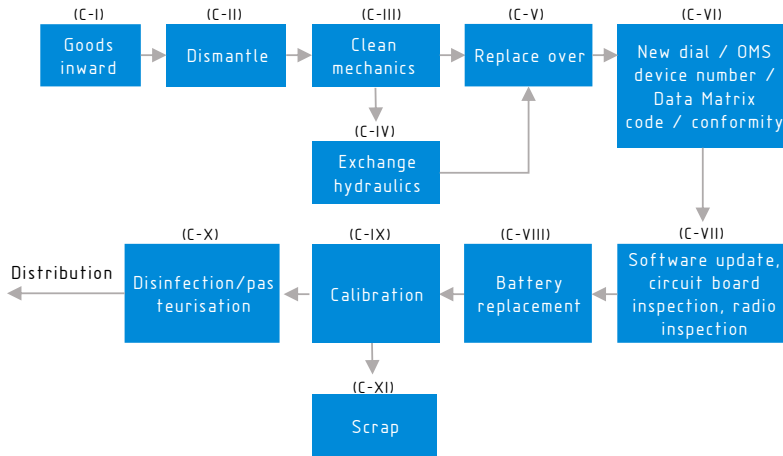 (C-I)
Goods
inward
(C-II)
Dismantle
(C-III)
Clean
mechanics
(C-V)
Replace over
(C-VI)
New dial / OMS
device number /
Data Matrix
code / conformity
(C-IV)
Exchange
hydraulics
Distribution
(C-X)
Disinfection/pas
teurisation
(C-IX)
Calibration
(C-VIII)
Battery
replacement
(C-VII)
Software update,
circuit board
inspection, radio
inspection
(C-XI)
Scrap